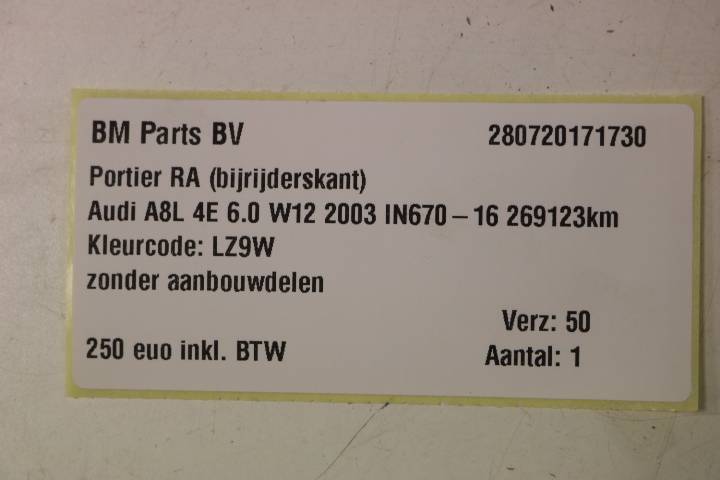 BM Parts BV 280720171730
Portier RA (bijrijderskant)
Audi A8L 4E 6.0 W12 2003 IN670 – 16 269123km
Kleurcode: LZ9W
zonder aanbouwdelen
Verz: 50
250 euo inkl. BTW Aantal: 1